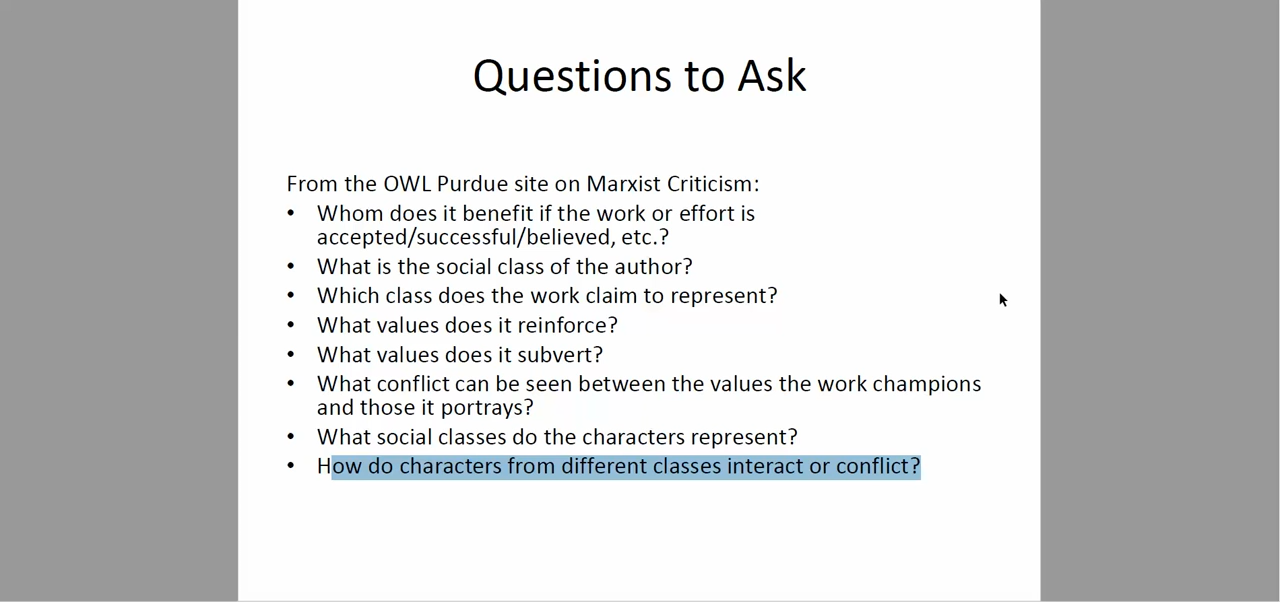 Questions to Ask
From the OWL Purdue site on Marxist Criticism:
• Whom does it benefit if the work or effort is
accepted/successful/believed, etc.?
• What is the social class of the author?
• Which class does the work claim to represent?
• What values does it reinforce?
• What values does it subvert?
• What conflict can be seen between the values the work champions
and those it portrays?
• What social classes do the characters represent?
• How do characters from different classes interact or conflict?